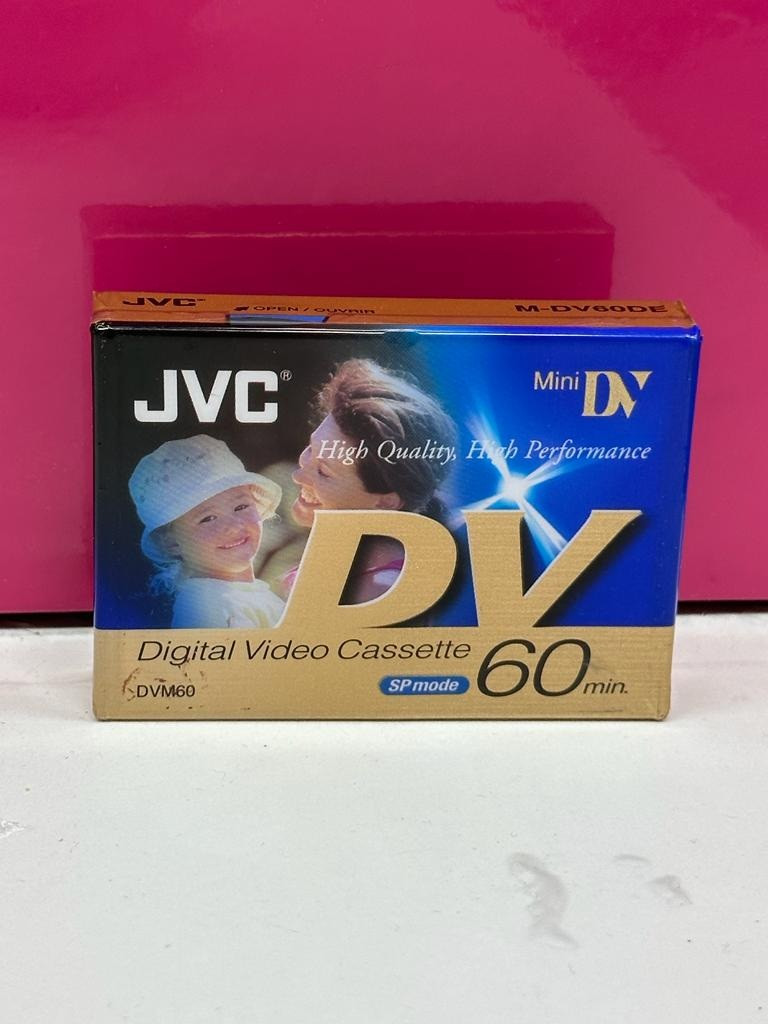 JVC
OPEN / OUVRIR
M-DV60DE
JVC®
Mini DV
High Quality, High Performance
DV
Digital Video Cassette
DVM60
SP mode
60 min.